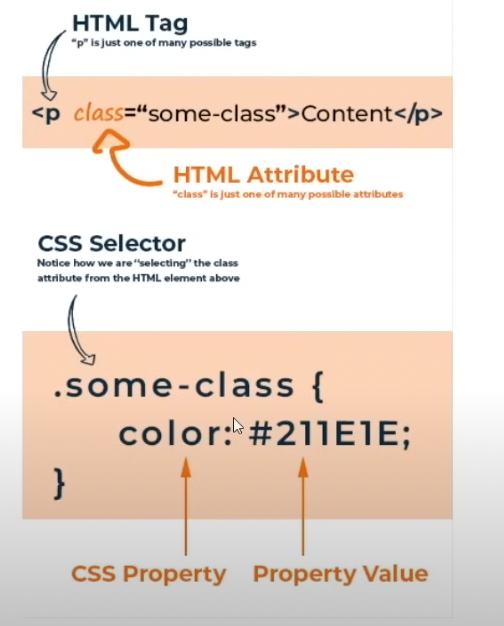 HTML Tag
“p” is just one of many possible tags
<p class=“some-class”>Content</p>
HTML Attribute
“class” is just one of many possible attributes
CSS Selector
Notice how we are “selecting” the class
attribute from the HTML element above
.some-class {
color: #211E1E;
}
CSS Property Property Value